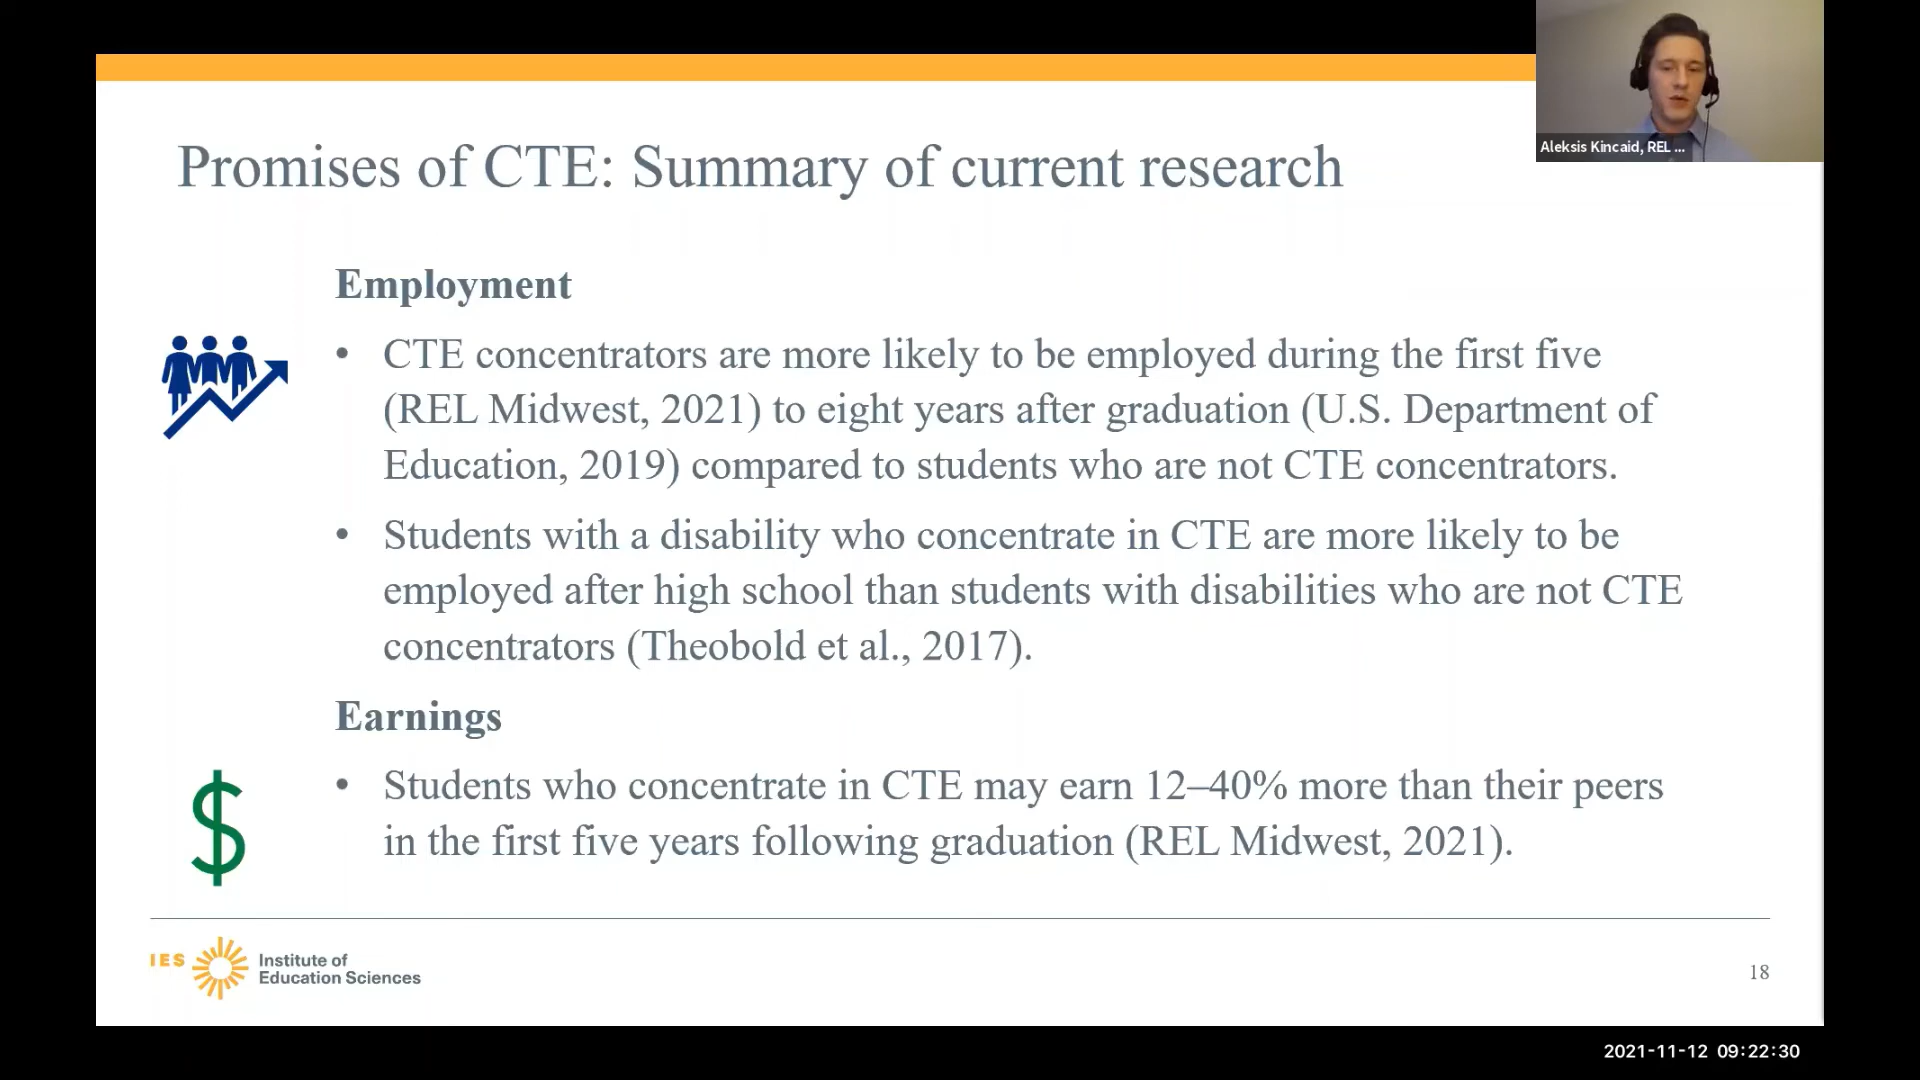 Aleksis Kincaid, REL ...
Promises of CTE: Summary of current research
Employment
• CTE concentrators are more likely to be employed during the first five
(REL Midwest, 2021) to eight years after graduation (U.S. Department of
Education, 2019) compared to students who are not CTE concentrators.
• Students with a disability who concentrate in CTE are more likely to be
employed after high school than students with disabilities who are not CTE
concentrators (Theobold et al., 2017).
Earnings
• Students who concentrate in CTE may earn 12–40% more than their peers
in the first five years following graduation (REL Midwest, 2021).
$
IES
Institute of
Education Sciences
18
2021-11-12 09:22:30